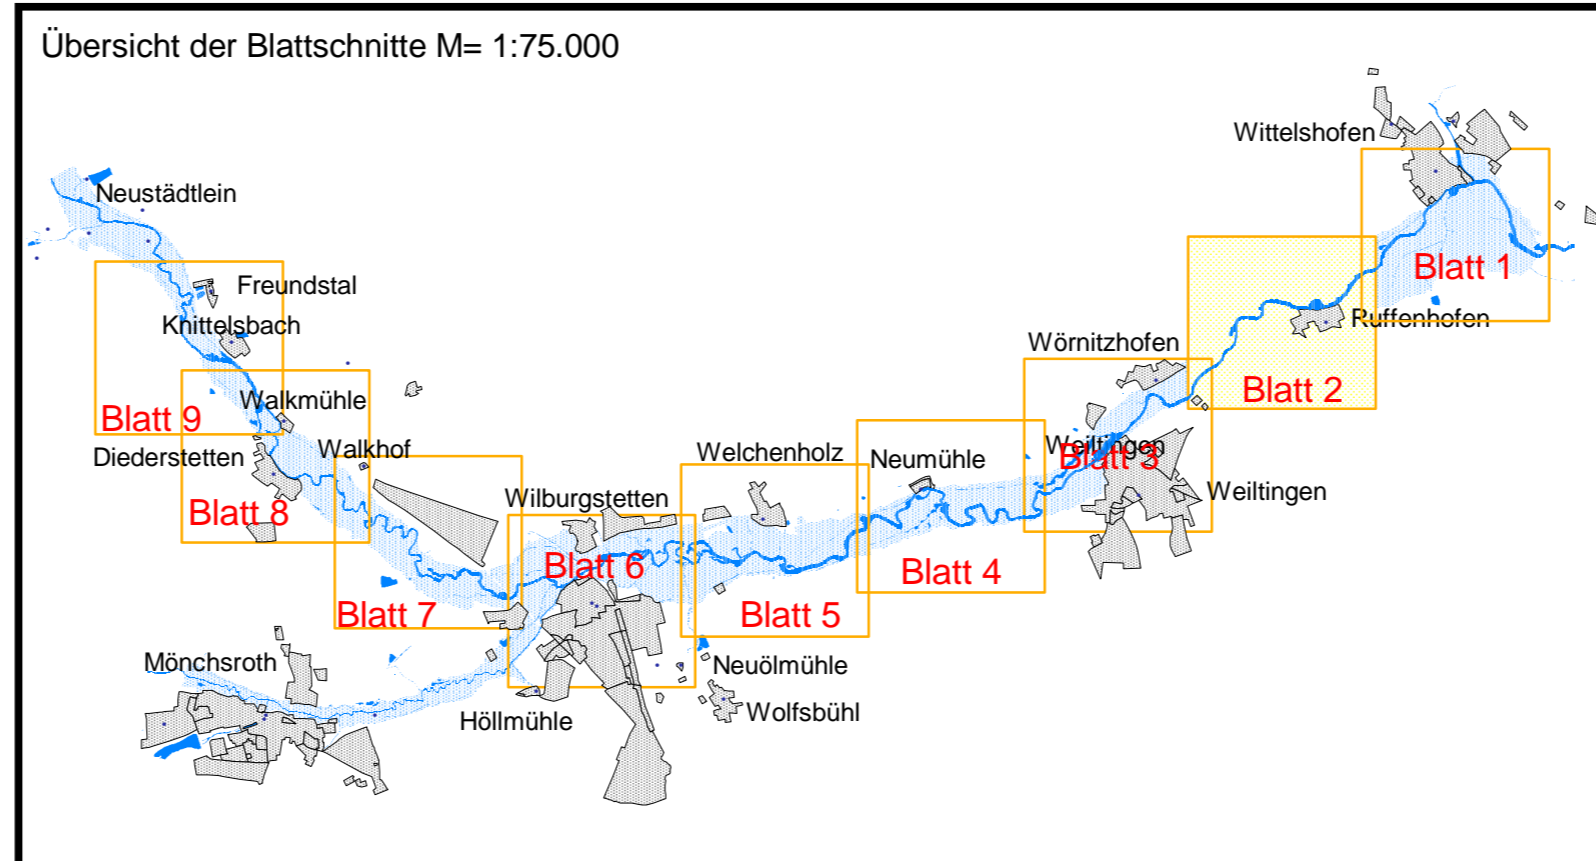 Übersicht der Blattschnitte M= 1:75.000
Wittelshofen
Neustädtlein
Blatt 1
Freundstal
Knittelsbach
Ruffenhofen
Wörnitzhofen
Blatt 2
Walkmühle
Blatt 9
Walkhof
Diederstetten
Welchenholz
Neumühle
Weiltingen
Blatt 3
Weiltingen
Wilburgstetten
Blatt 8
Blatt 6
Blatt 4
Blatt 7
Blatt 5
Mönchsroth
Neuölmühle
Höllmühle
Wolfsbühl